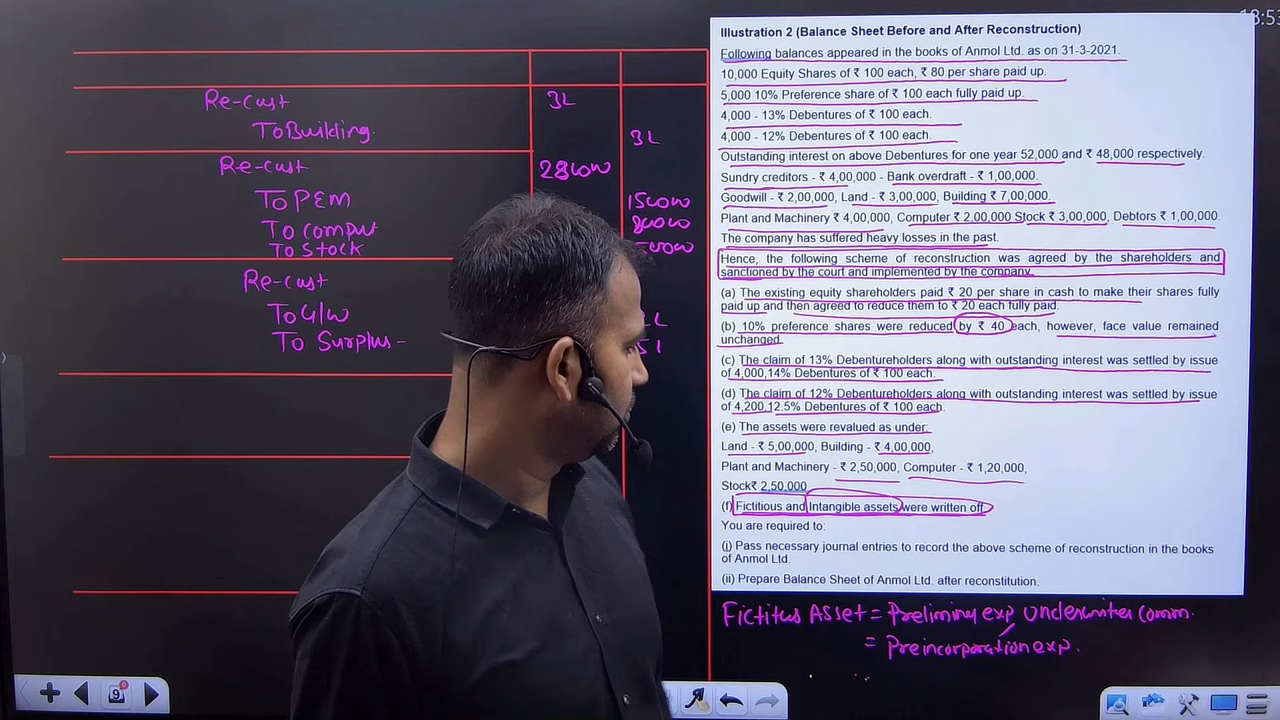 Re-cust 3L
To Building. 3L
Re-cust 280000
To P&M 150000
To comput 80000
To Stock
Re-cust
To G/W
To Surplus -
18:53
Illustration 2 (Balance Sheet Before and After Reconstruction)
Following balances appeared in the books of Anmol Ltd. as on 31-3-2021.
10,000 Equity Shares of ₹ 100 each, ₹ 80 per share paid up.
5,000 10% Preference share of ₹ 100 each fully paid up.
4,000 - 13% Debentures of ₹ 100 each.
4,000 - 12% Debentures of ₹ 100 each.
Outstanding interest on above Debentures for one year 52,000 and ₹ 48,000 respectively.
Sundry creditors - ₹ 4,00,000 - Bank overdraft - ₹ 1,00,000.
Goodwill - ₹ 2,00,000, Land - ₹ 3,00,000, Building ₹ 7,00,000.
Plant and Machinery ₹ 4,00,000, Computer ₹ 2,00,000 Stock ₹ 3,00,000, Debtors ₹ 1,00,000.
The company has suffered heavy losses in the past.
Hence, the following scheme of reconstruction was agreed by the shareholders and
sanctioned by the court and implemented by the company.
(a) The existing equity shareholders paid ₹ 20 per share in cash to make their shares fully
paid up and then agreed to reduce them to ₹ 20 each fully paid.
(b) 10% preference shares were reduced by ₹ 40 each, however, face value remained
unchanged.
(c) The claim of 13% Debentureholders along with outstanding interest was settled by issue
of 4,000,14% Debentures of ₹ 100 each.
(d) The claim of 12% Debentureholders along with outstanding interest was settled by issue
of 4,200,12.5% Debentures of ₹ 100 each.
(e) The assets were revalued as under:
Land - ₹ 5,00,000, Building - ₹ 4,00,000,
Plant and Machinery - ₹ 2,50,000, Computer - ₹ 1,20,000,
Stock₹ 2,50,000
(f) Fictitious and Intangible assets were written off.
You are required to:
(i) Pass necessary journal entries to record the above scheme of reconstruction in the books
of Anmol Ltd.
(ii) Prepare Balance Sheet of Anmol Ltd. after reconstitution.
Fictitus Asset = Preliming exp underwriter comm.
= Preincorporation exp.
9